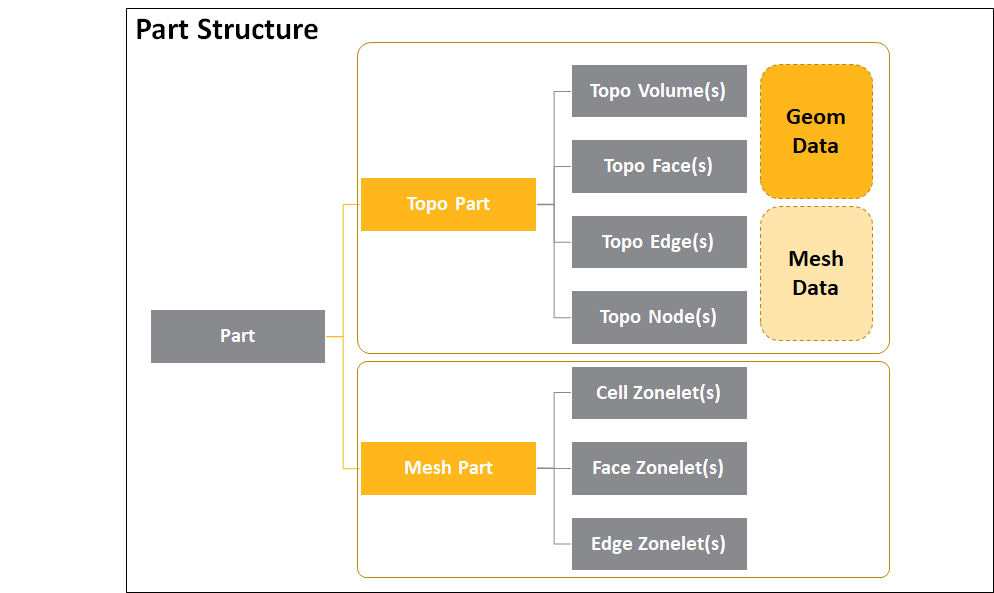 Part Structure
Topo Volume(s)
Geom
Data
Topo Face(s)
Topo Part
Topo Edge(s)
Mesh
Data
Topo Node(s)
Part
Cell Zonelet(s)
Mesh Part
Face Zonelet(s)
Edge Zonelet(s)